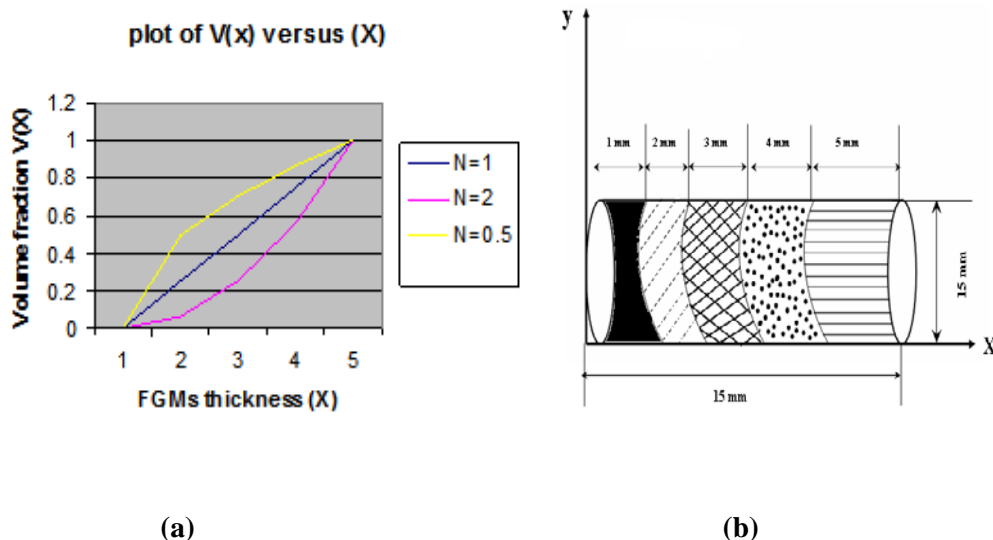 plot of V(x) versus (X)
Volume fraction V(X)
1.2
1
0.8
0.6
0.4
0.2
0
1 2 3 4 5
FGMs thickness (X)
N=1
N=2
N=0.5
(a)
y
1 mm 2 mm 3 mm 4 mm 5 mm
15 mm
X
15 mm
(b)